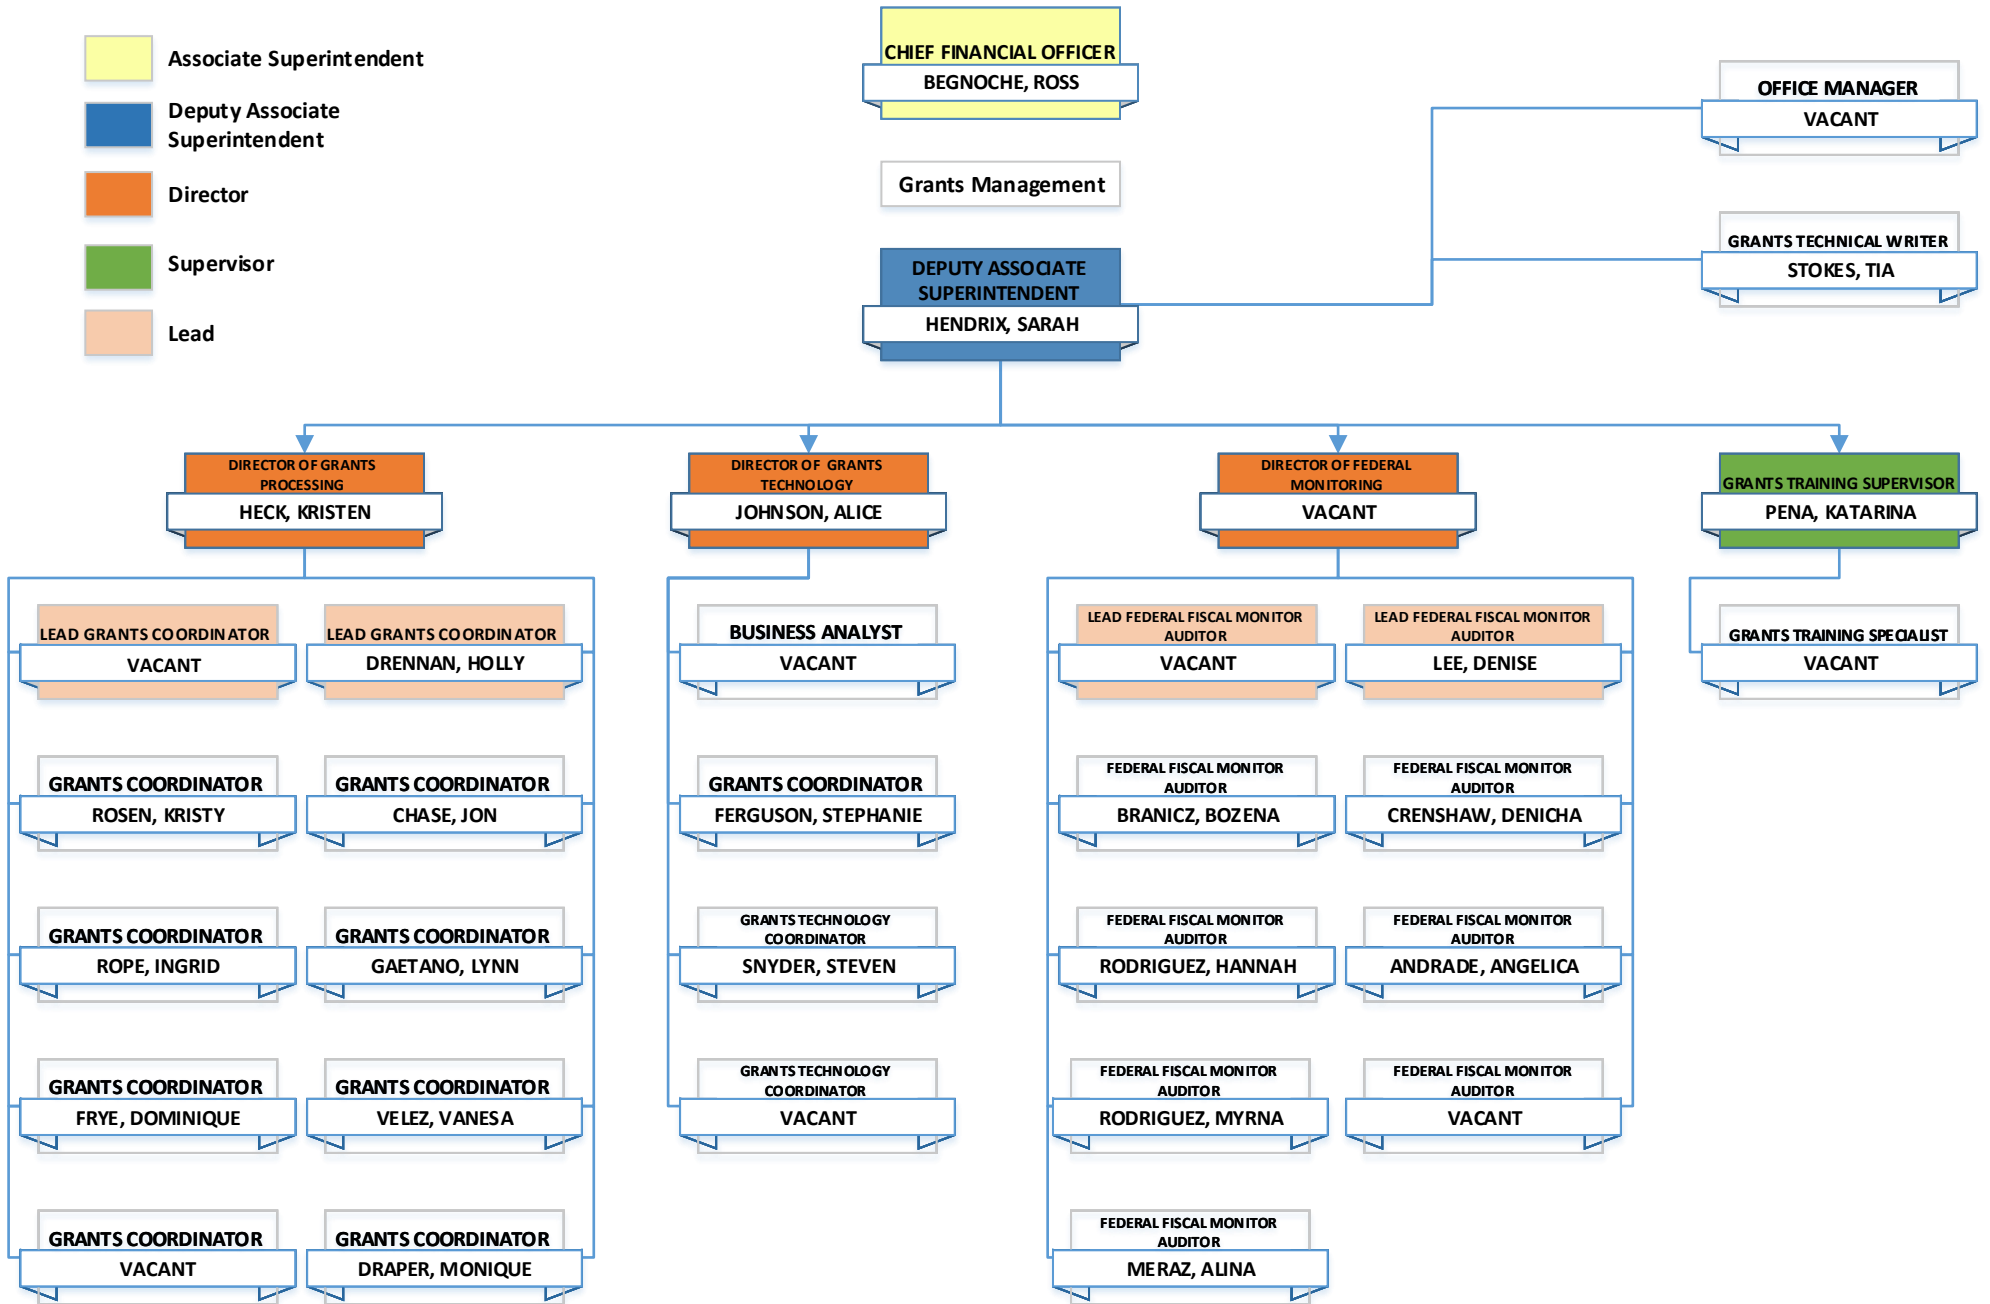 Associate Superintendent
Deputy Associate
Superintendent
Director
Supervisor
Lead
CHIEF FINANCIAL OFFICER
BEGNOCHE, ROSS
Grants Management
DEPUTY ASSOCIATE
SUPERINTENDENT
HENDRIX, SARAH
OFFICE MANAGER
VACANT
GRANTS TECHNICAL WRITER
STOKES, TIA
DIRECTOR OF GRANTS
PROCESSING
HECK, KRISTEN
DIRECTOR OF GRANTS
TECHNOLOGY
JOHNSON, ALICE
DIRECTOR OF FEDERAL
MONITORING
VACANT
GRANTS TRAINING SUPERVISOR
PENA, KATARINA
LEAD GRANTS COORDINATOR
VACANT
LEAD GRANTS COORDINATOR
DRENNAN, HOLLY
BUSINESS ANALYST
VACANT
LEAD FEDERAL FISCAL MONITOR
AUDITOR
VACANT
LEAD FEDERAL FISCAL MONITOR
AUDITOR
LEE, DENISE
GRANTS TRAINING SPECIALIST
VACANT
GRANTS COORDINATOR
ROSEN, KRISTY
GRANTS COORDINATOR
CHASE, JON
GRANTS COORDINATOR
FERGUSON, STEPHANIE
FEDERAL FISCAL MONITOR
AUDITOR
BRANICZ, BOZENA
FEDERAL FISCAL MONITOR
AUDITOR
CRENSHAW, DENICHA
GRANTS COORDINATOR
ROPE, INGRID
GRANTS COORDINATOR
GAETANO, LYNN
GRANTS TECHNOLOGY
COORDINATOR
SNYDER, STEVEN
FEDERAL FISCAL MONITOR
AUDITOR
RODRIGUEZ, HANNAH
FEDERAL FISCAL MONITOR
AUDITOR
ANDRADE, ANGELICA
GRANTS COORDINATOR
FRYE, DOMINIQUE
GRANTS COORDINATOR
VELEZ, VANESA
GRANTS TECHNOLOGY
COORDINATOR
VACANT
FEDERAL FISCAL MONITOR
AUDITOR
RODRIGUEZ, MYRNA
FEDERAL FISCAL MONITOR
AUDITOR
VACANT
GRANTS COORDINATOR
VACANT
GRANTS COORDINATOR
DRAPER, MONIQUE
FEDERAL FISCAL MONITOR
AUDITOR
MERAZ, ALINA